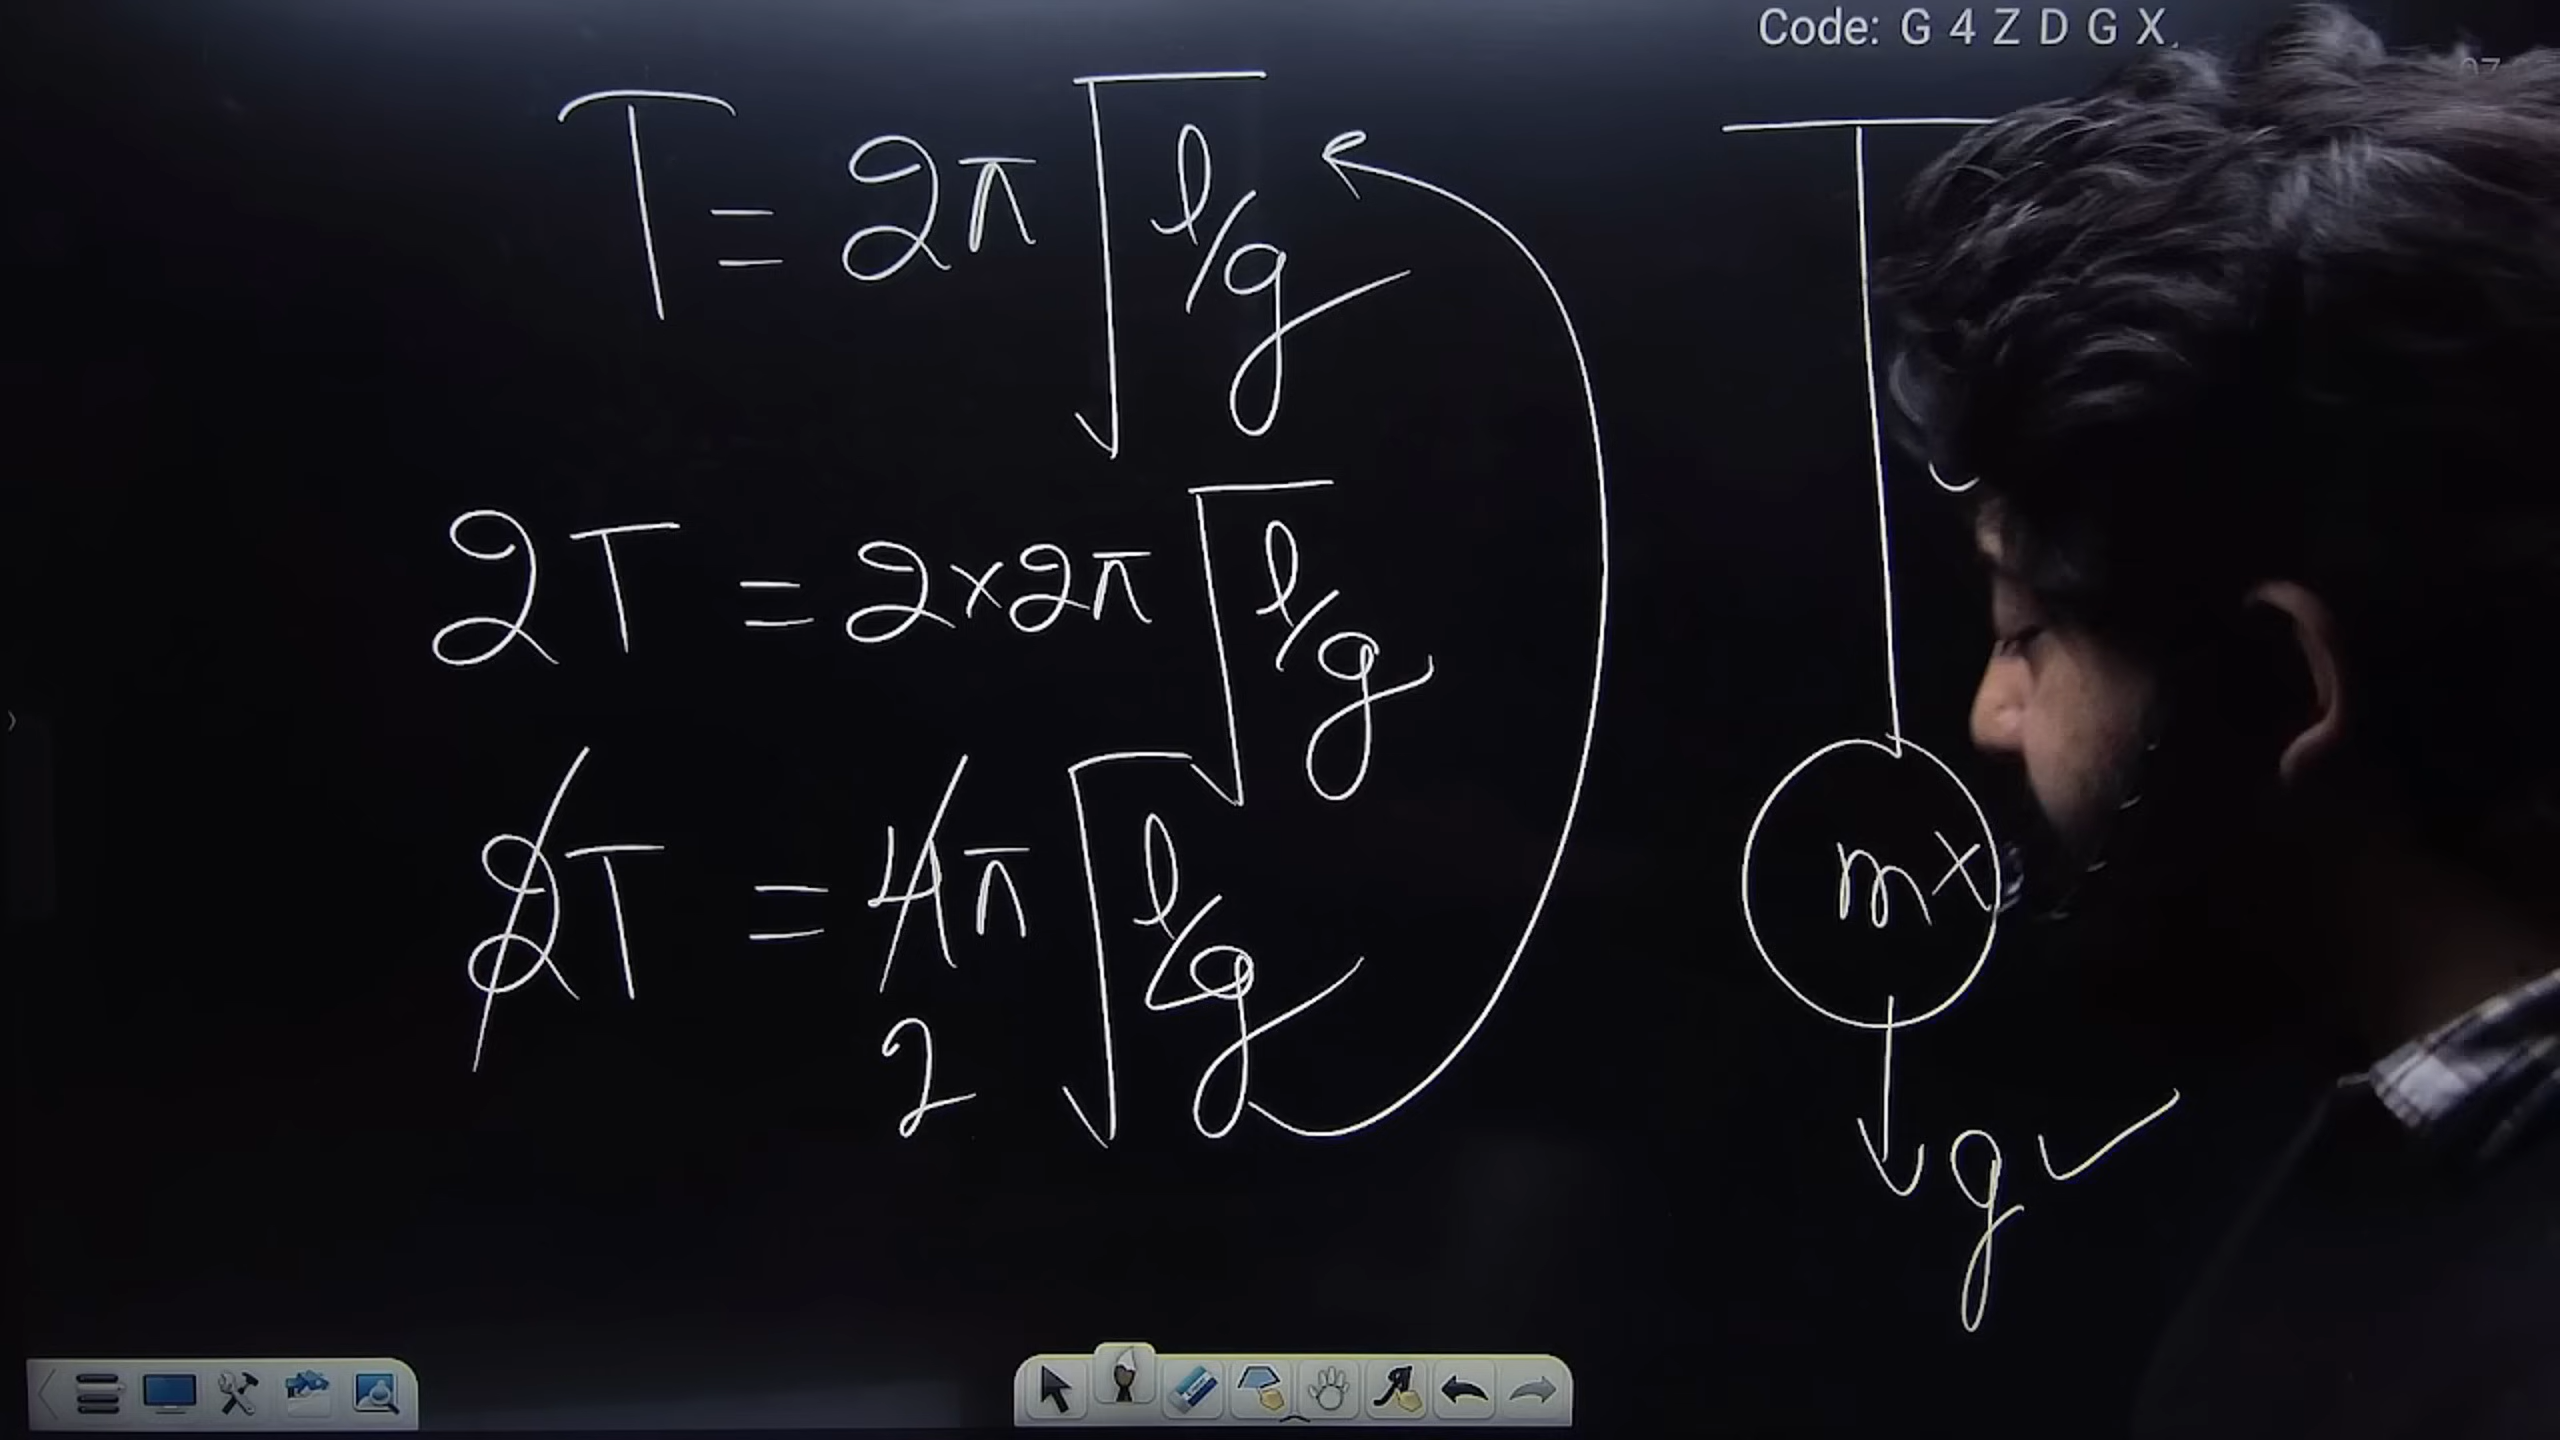 Code: G 4 Z D G X
T = 2π √l/g
2T = 2×2π √l/g
2T = 4π √l/g
2
m×
g✓